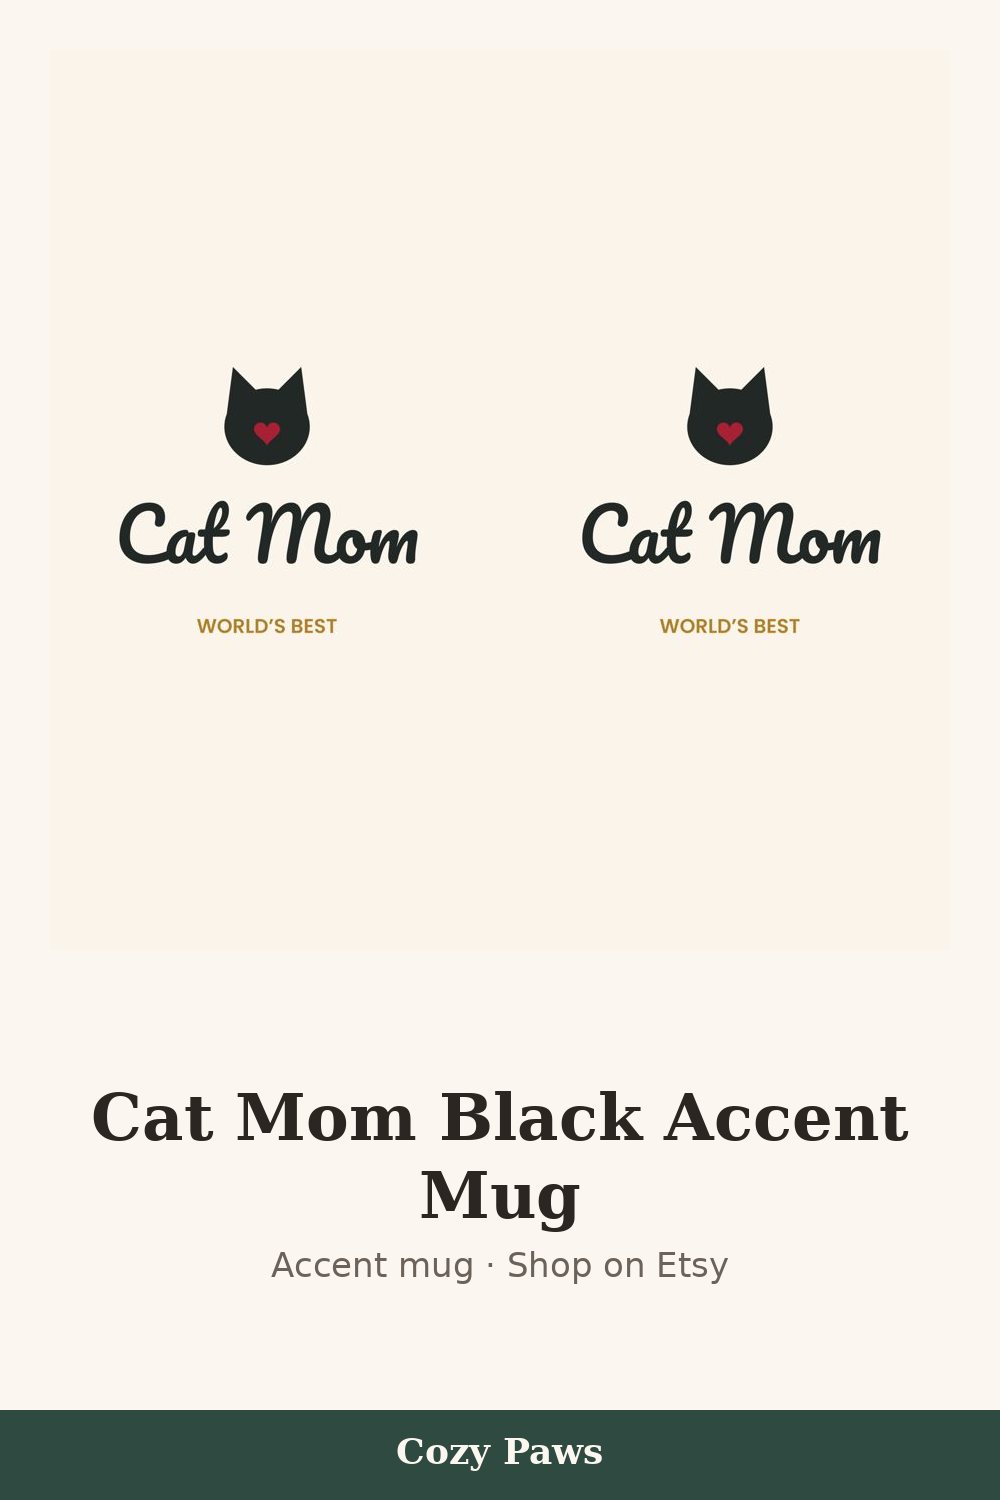 Cat Mom
WORLD’S BEST
Cat Mom
WORLD’S BEST
Cat Mom Black Accent
Mug
Accent mug · Shop on Etsy
Cozy Paws